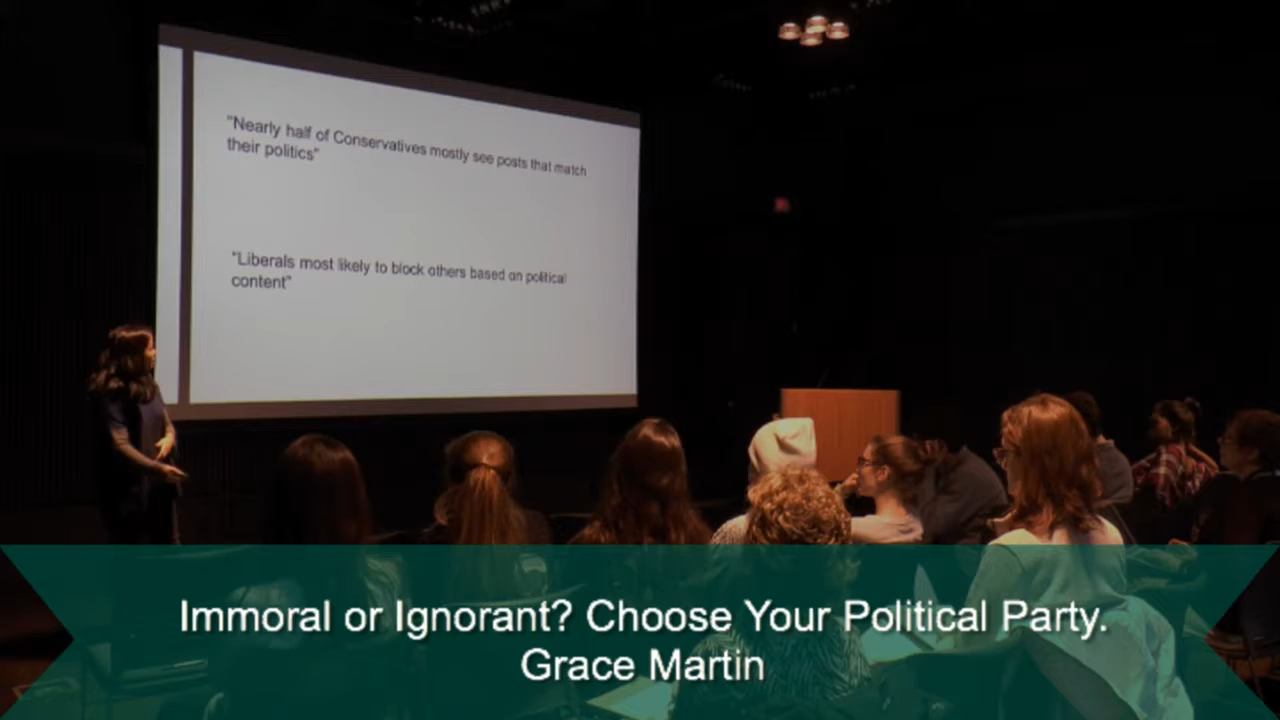 "Nearly half of Conservatives mostly see posts that match
their politics"
"Liberals most likely to block others based on political
content"
Immoral or Ignorant? Choose Your Political Party.
Grace Martin